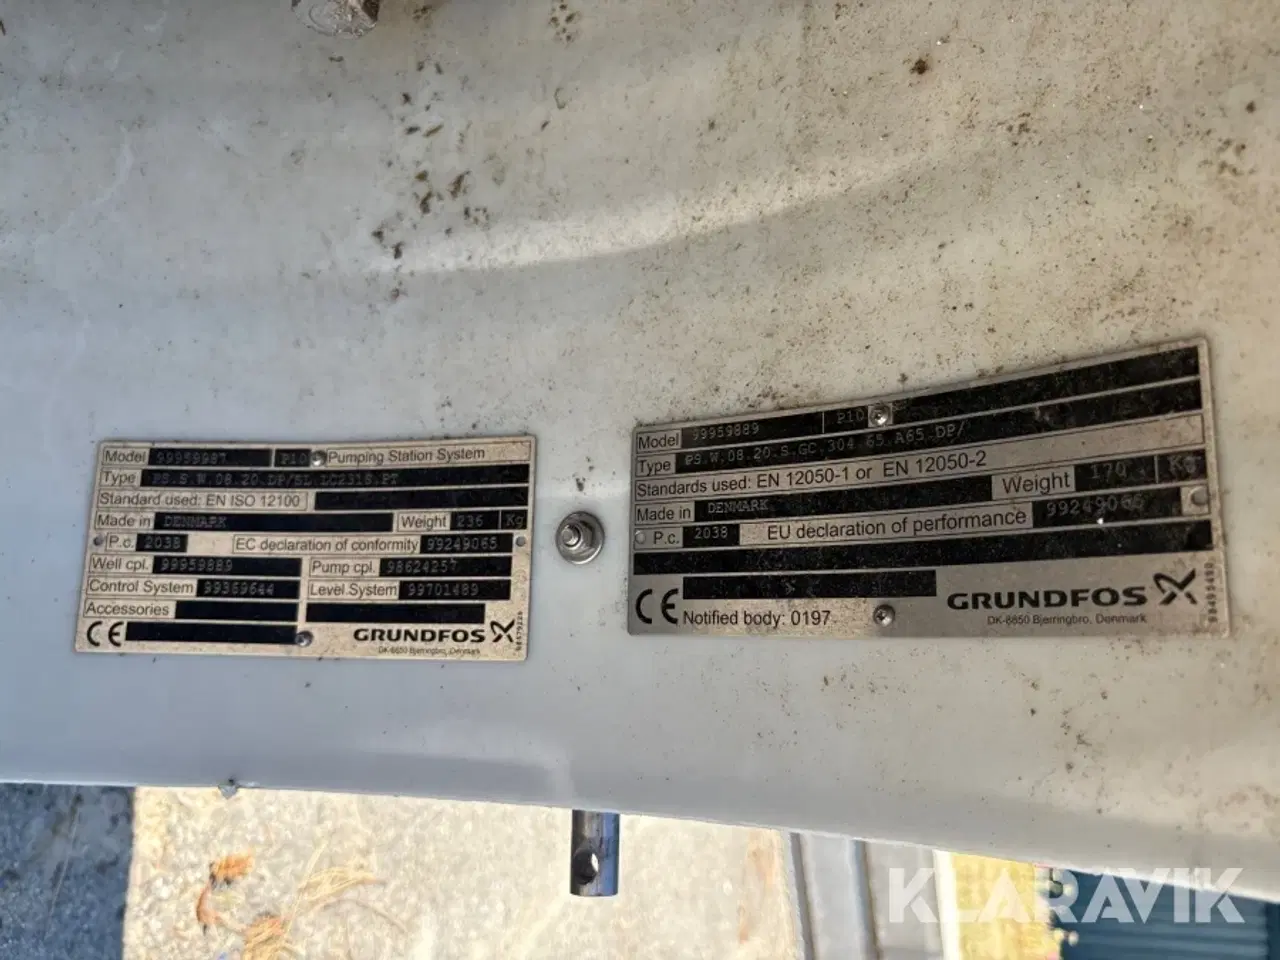 Model 99959987 P10 Pumping Station System
Type PS.S.W.08.20.DP/SL.LC231S.PT
Standard used: EN ISO 12100
Made in DENMARK Weight 236 Kg
P.c. 2038 EC declaration of conformity 99249065
Well cpl. 99959889 Pump cpl. 98624257
Control System 99369644 Level System 99701489
Accessories
CE GRUNDFOS
DK-8850 Bjerringbro, Denmark
Model 99959889 P10
Type PS.W.08.20.S.GC.304.65.A65.DP/
Standards used: EN 12050-1 or EN 12050-2
Made in DENMARK Weight 170 Kg
P.c. 2038 EU declaration of performance 99249065
CE GRUNDFOS
Notified body: 0197 DK-8850 Bjerringbro, Denmark
KLARAVIK